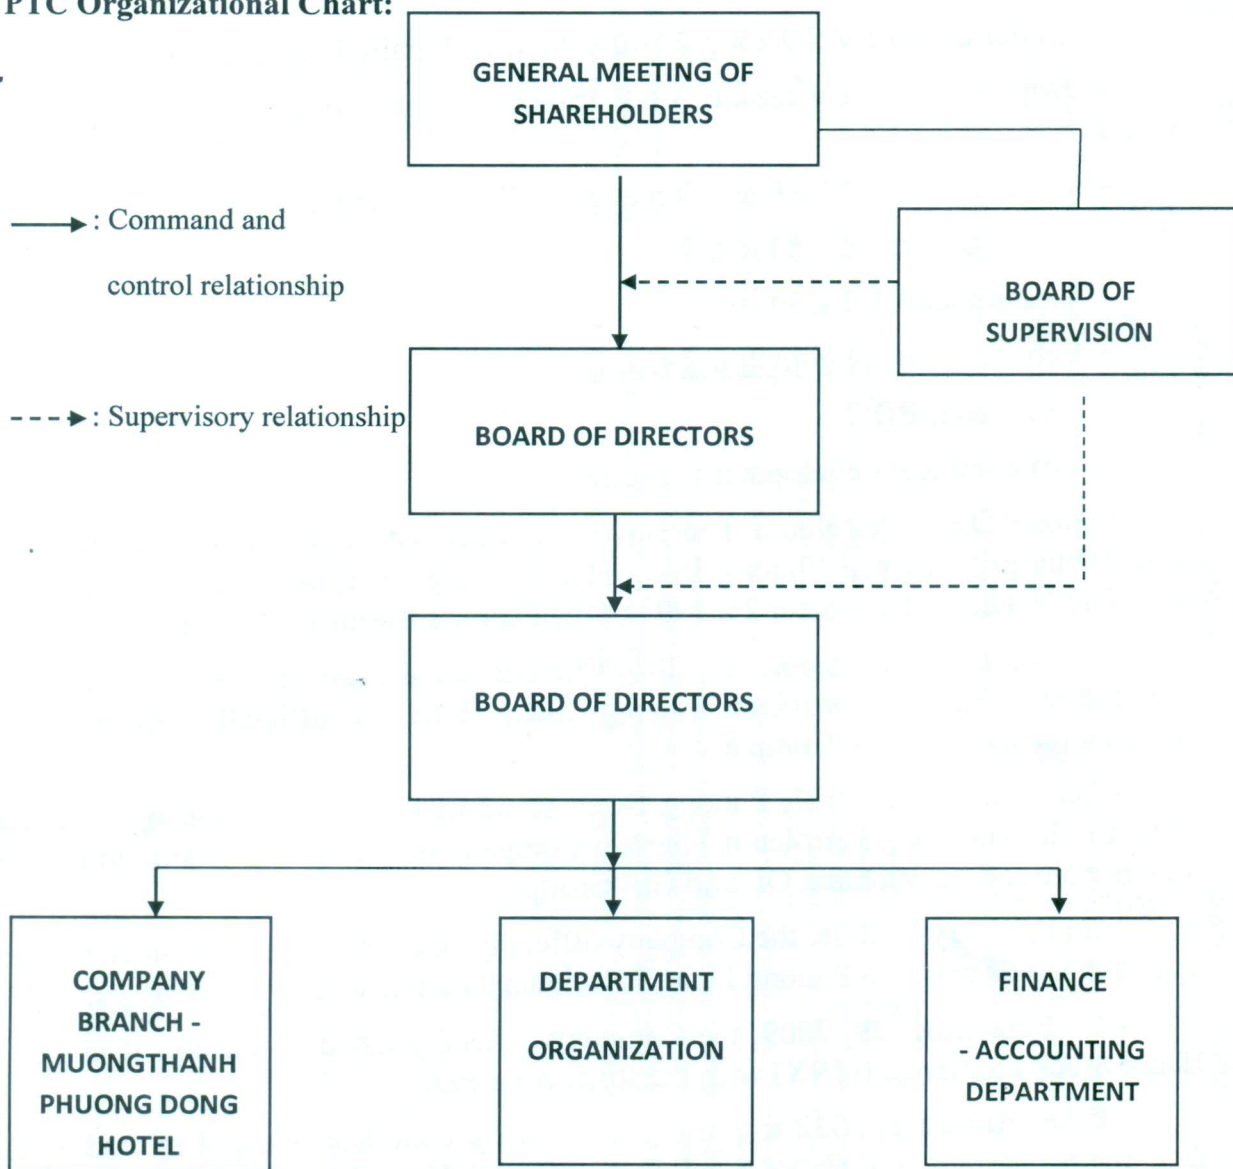 PTC Organizational Chart:
GENERAL MEETING OF
SHAREHOLDERS
: Command and
control relationship
BOARD OF
SUPERVISION
: Supervisory relationship
BOARD OF DIRECTORS
BOARD OF DIRECTORS
COMPANY
BRANCH -
MUONGTHANH
PHUONG DONG
HOTEL
DEPARTMENT
ORGANIZATION
FINANCE
- ACCOUNTING
DEPARTMENT